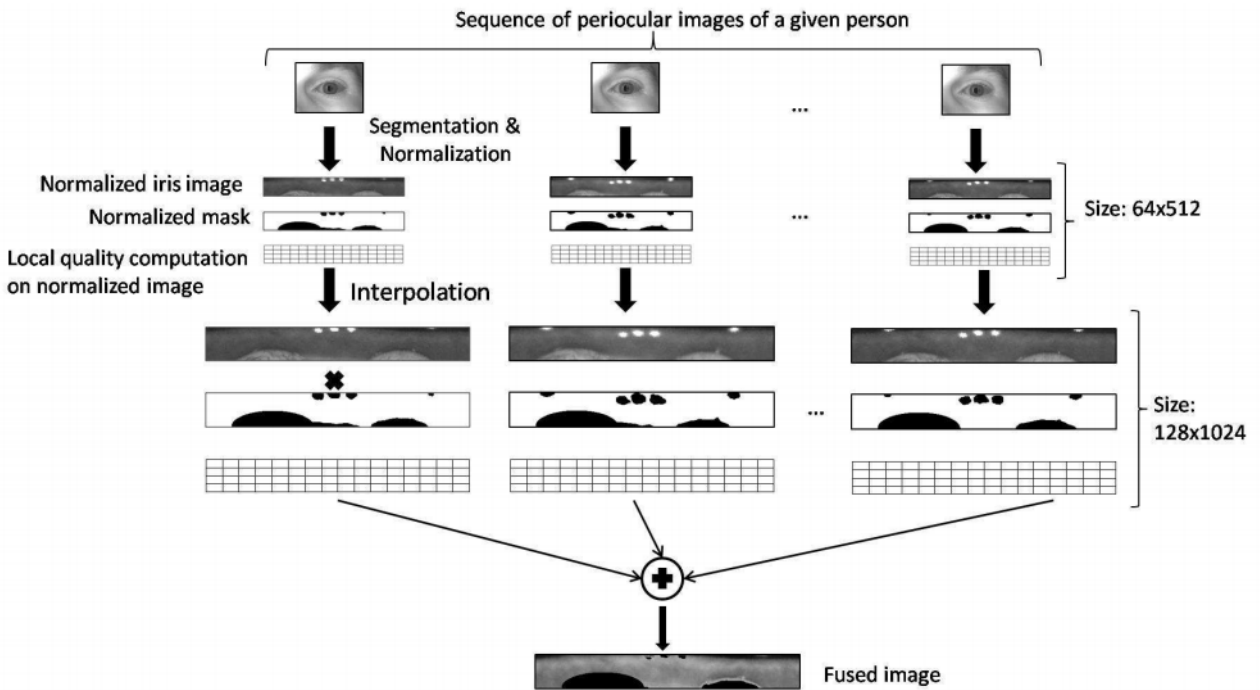 Sequence of periocular images of a given person
...
Segmentation &
Normalization
Normalized iris image
Normalized mask
...
Size: 64x512
Local quality computation
on normalized image
Interpolation
...
Size:
128x1024
Fused image